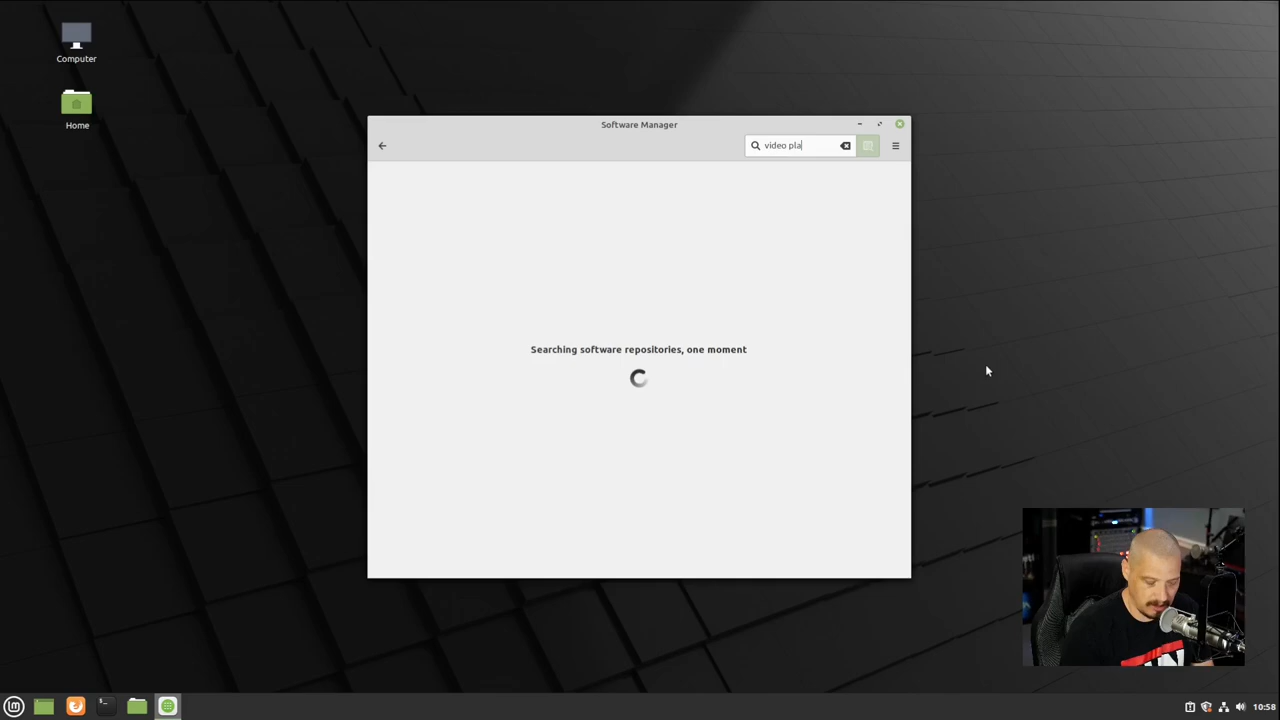 Computer
Home
Software Manager
video pla
Searching software repositories, one moment
10:58